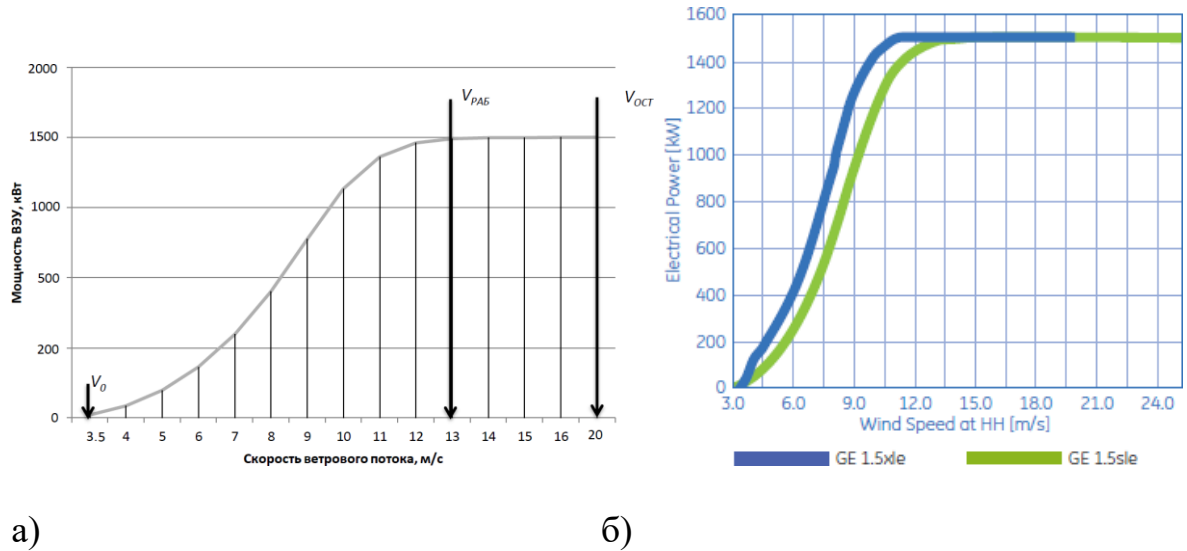 2000
1500
1000
500
200
0
Мощность ВЭУ, кВт
V0
VРАБ
VОСТ
3.5 4 5 6 7 8 9 10 11 12 13 14 15 16 20
Скорость ветрового потока, м/с
а)
1600
1400
1200
1000
800
600
400
200
0
Electrical Power [kW]
3.0 6.0 9.0 12.0 15.0 18.0 21.0 24.0
Wind Speed at HH [m/s]
GE 1.5xle GE 1.5sle
б)